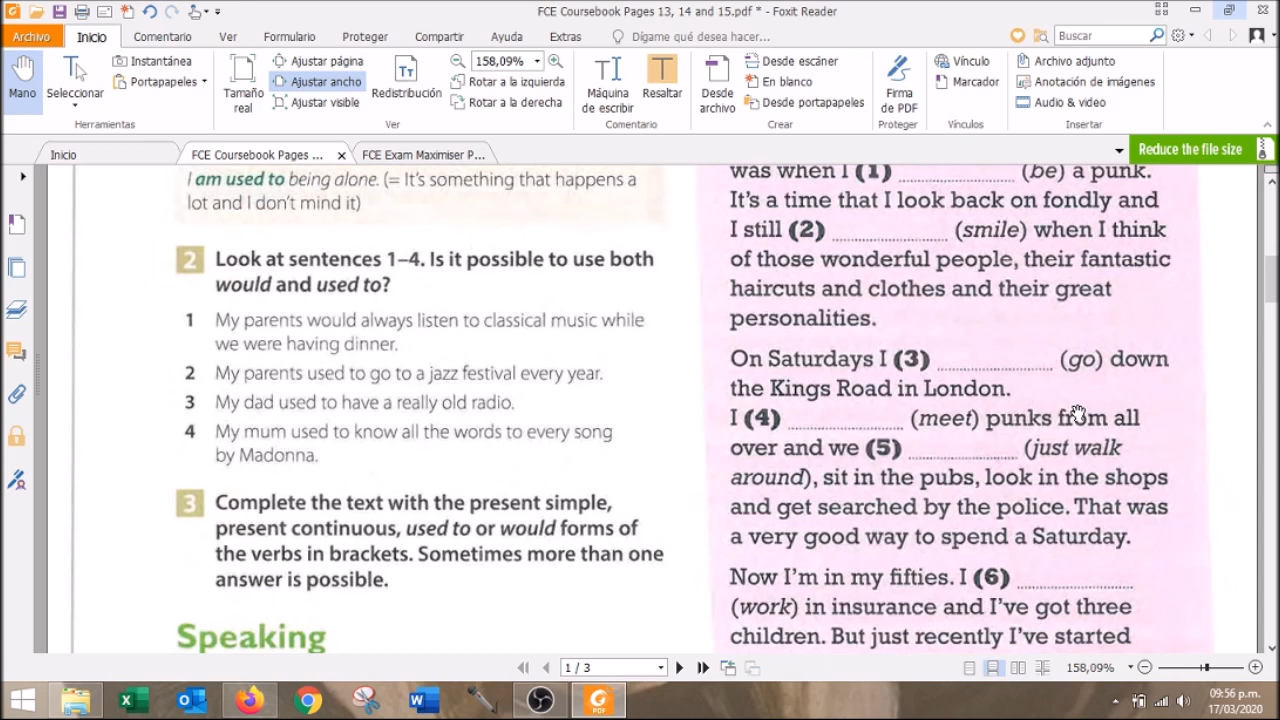 FCE Coursebook Pages 13, 14 and 15.pdf * - Foxit Reader
Archivo Inicio Comentario Ver Formulario Proteger Compartir Ayuda Extras Dígame qué desea hacer... Buscar
Mano
Seleccionar
Instantánea
Portapapeles
Herramientas
Tamaño real
Ajustar página
Ajustar ancho
Ajustar visible
Redistribución
158,09%
Rotar a la izquierda
Rotar a la derecha
Ver
Máquina de escribir
Resaltar
Comentario
Desde archivo
Desde escáner
En blanco
Desde portapapeles
Crear
Firma de PDF
Proteger
Vínculo
Marcador
Vínculos
Archivo adjunto
Anotación de imágenes
Audio & video
Insertar
Inicio FCE Coursebook Pages ... FCE Exam Maximiser P... Reduce the file size
I am used to being alone. (= It's something that happens a
lot and I don't mind it)
2 Look at sentences 1–4. Is it possible to use both
would and used to?
1 My parents would always listen to classical music while
we were having dinner.
2 My parents used to go to a jazz festival every year.
3 My dad used to have a really old radio.
4 My mum used to know all the words to every song
by Madonna.
3 Complete the text with the present simple,
present continuous, used to or would forms of
the verbs in brackets. Sometimes more than one
answer is possible.
Speaking
was when I (1) .................... (be) a punk.
It's a time that I look back on fondly and
I still (2) .................... (smile) when I think
of those wonderful people, their fantastic
haircuts and clothes and their great
personalities.
On Saturdays I (3) .................... (go) down
the Kings Road in London.
I (4) .................... (meet) punks from all
over and we (5) .................... (just walk
around), sit in the pubs, look in the shops
and get searched by the police. That was
a very good way to spend a Saturday.
Now I'm in my fifties. I (6) ....................
(work) in insurance and I've got three
children. But just recently I've started
1 / 3 158,09%
09:56 p.m.
17/03/2020